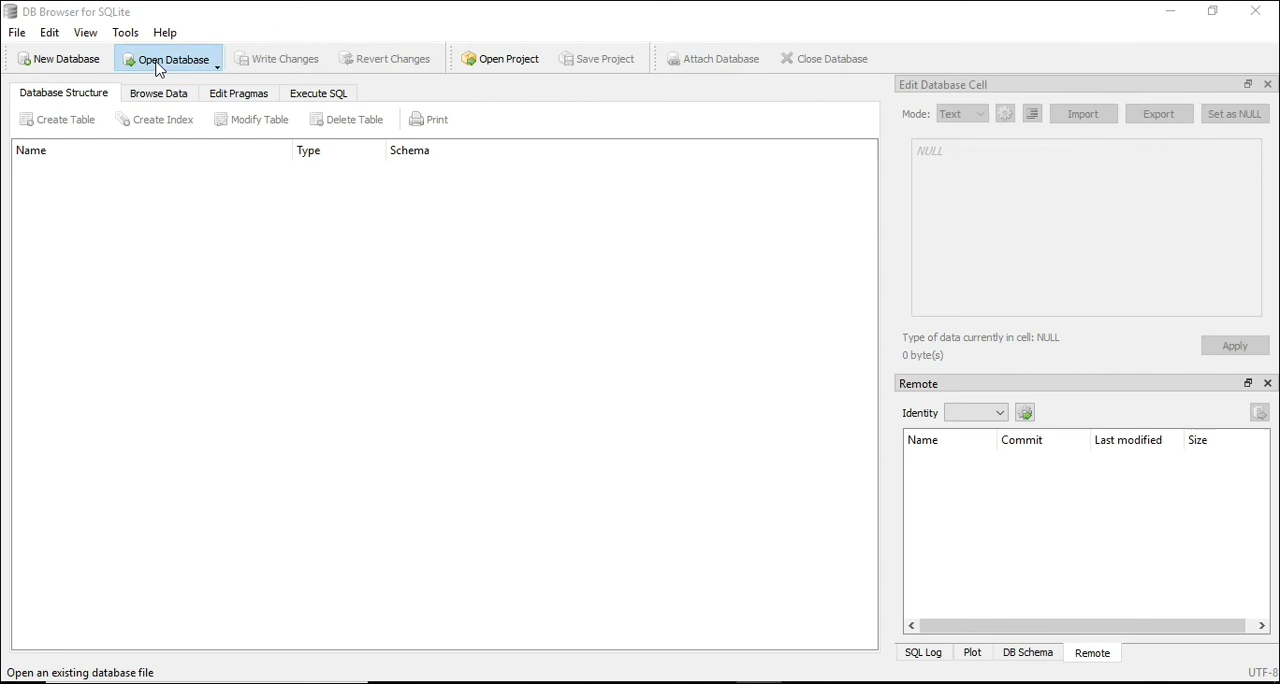 DB Browser for SQLite
File Edit View Tools Help
New Database Open Database Write Changes Revert Changes Open Project Save Project Attach Database Close Database
Database Structure Browse Data Edit Pragmas Execute SQL
Create Table Create Index Modify Table Delete Table Print
Name Type Schema
Edit Database Cell
Mode: Text Import Export Set as NULL
NULL
Type of data currently in cell: NULL
0 byte(s)
Apply
Remote
Identity
Name Commit Last modified Size
SQL Log Plot DB Schema Remote
Open an existing database file
UTF-8